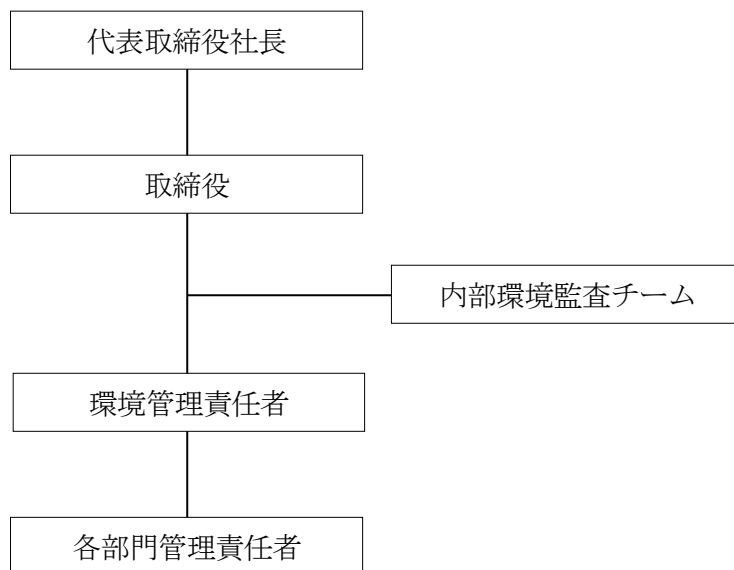 代表取締役社長
取締役
内部環境監査チーム
環境管理責任者
各部門管理責任者